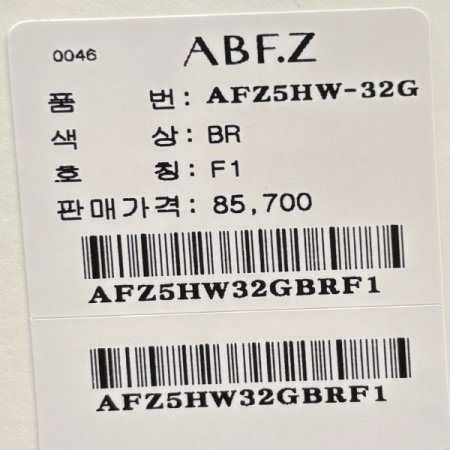 0046 ABF.Z
품 번 : AFZ5HW-32G
색 상 : BR
호 칭 : F1
판매가격 : 85,700
AFZ5HW32GBRF1
AFZ5HW32GBRF1